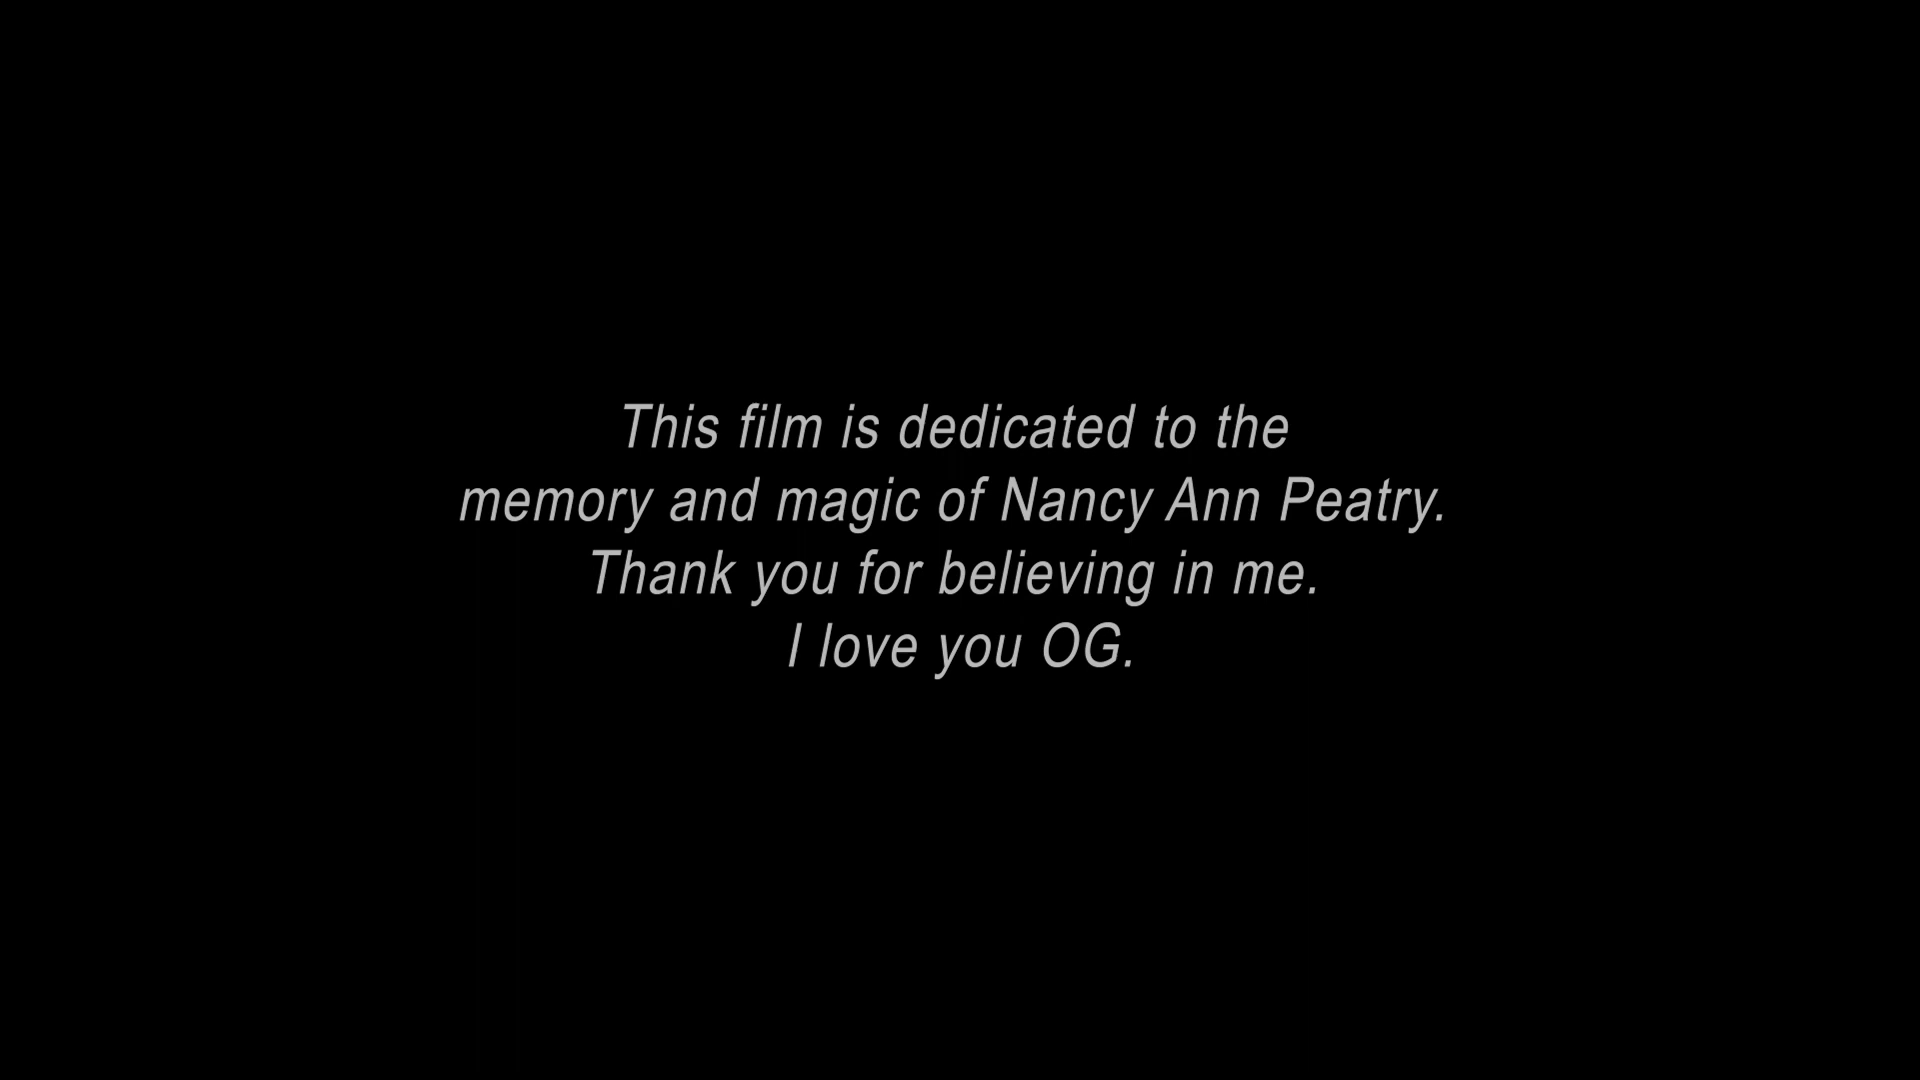 This film is dedicated to the
memory and magic of Nancy Ann Peatry.
Thank you for believing in me.
I love you OG.